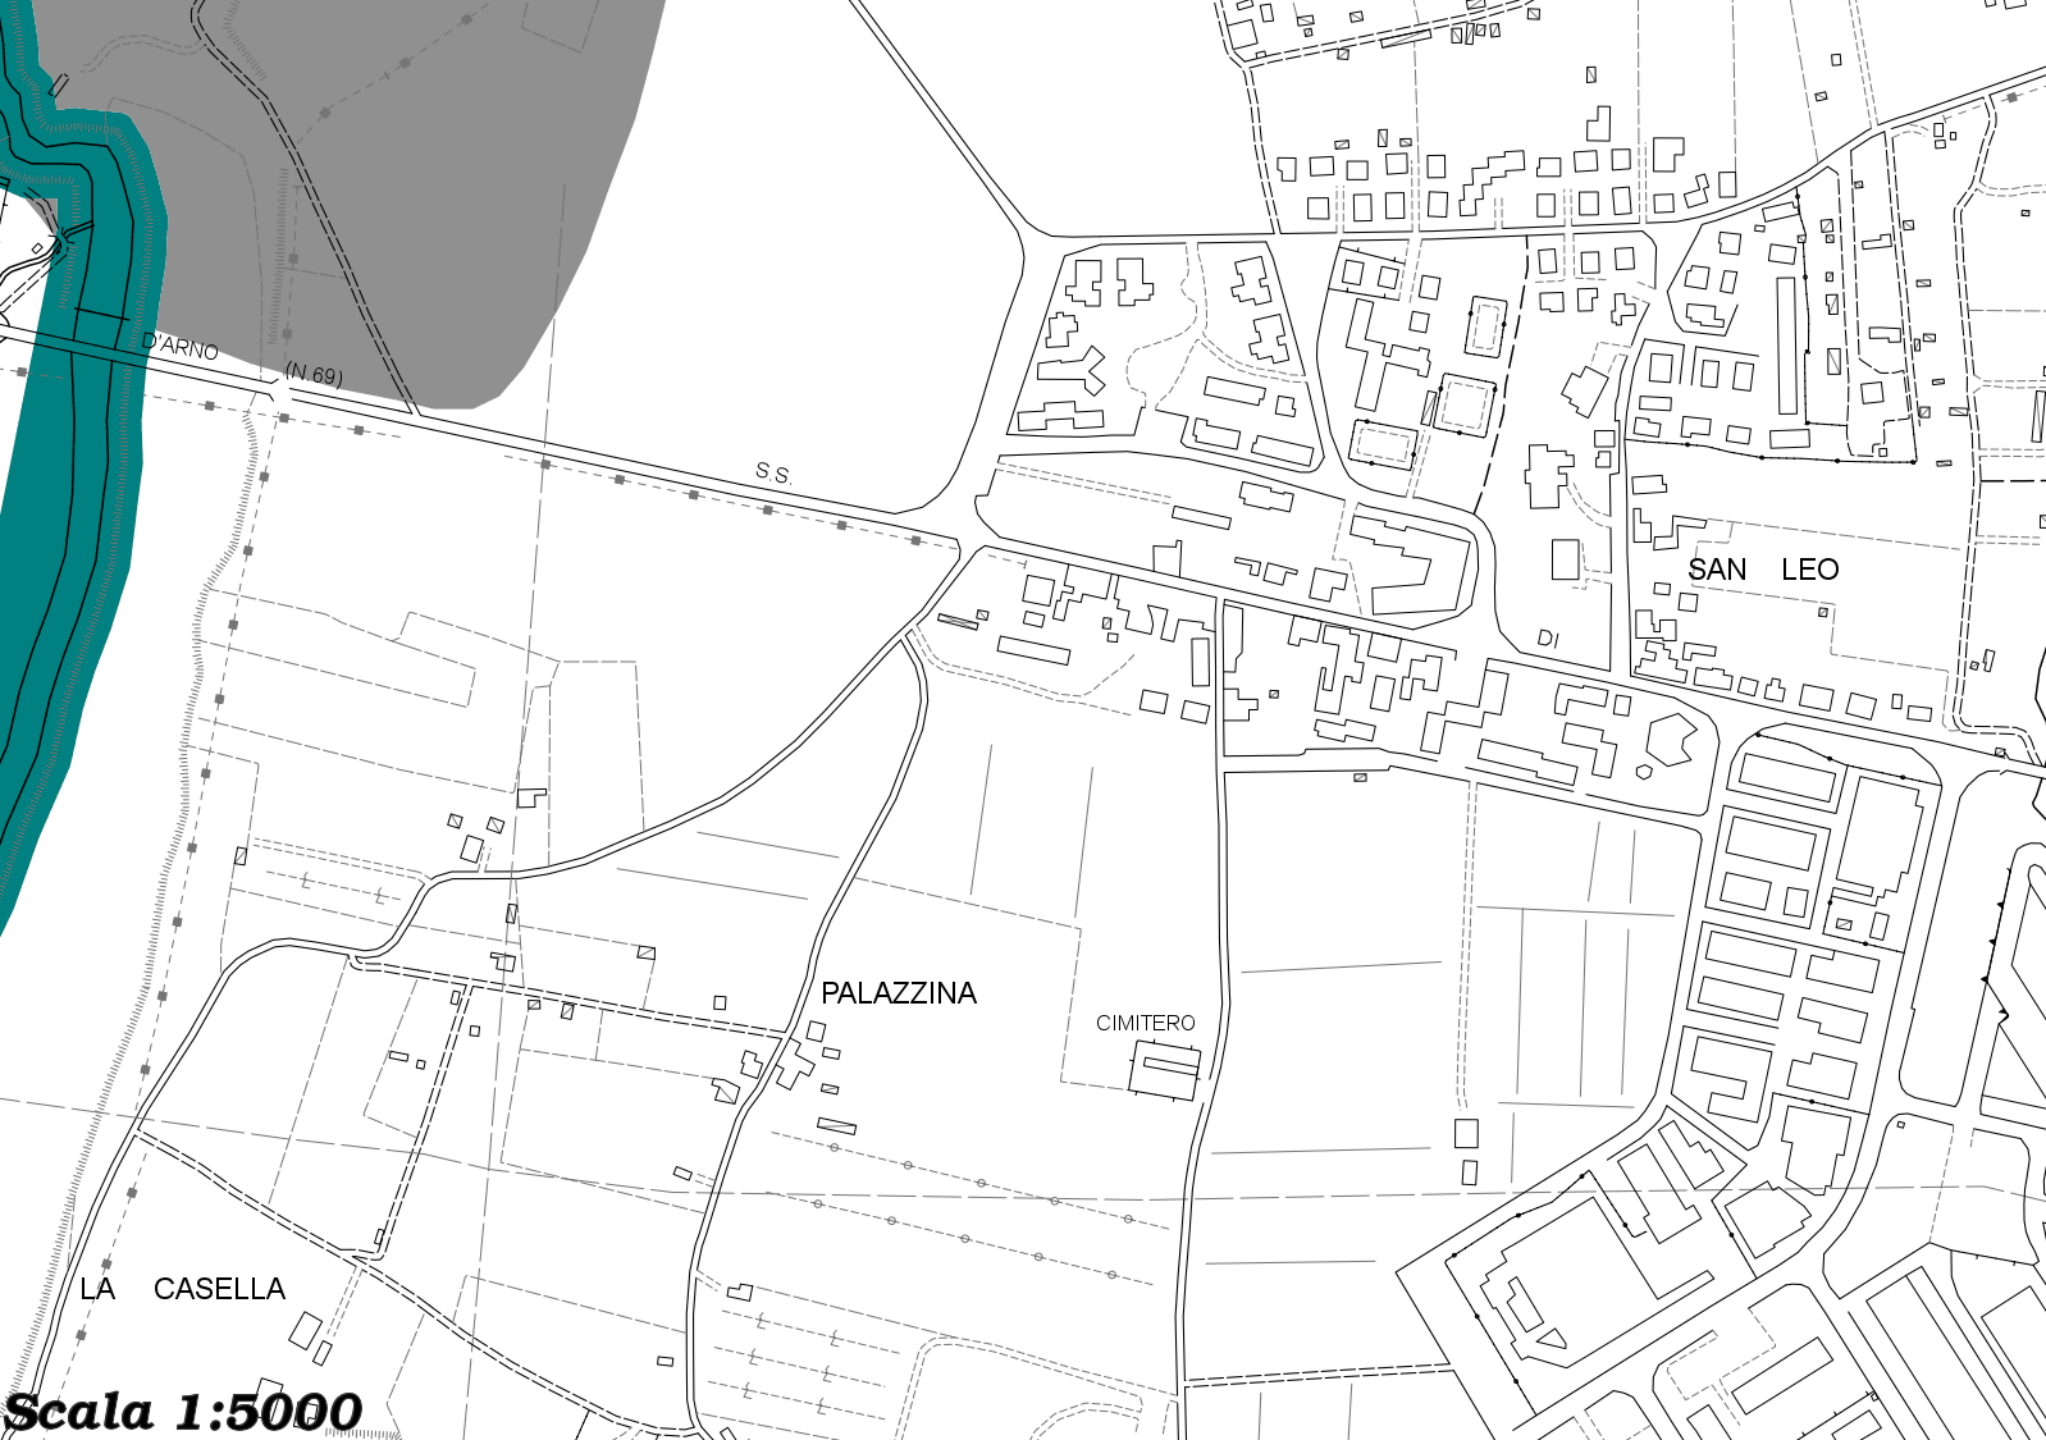 D'ARNO
(N.69)
S.S.
SAN LEO
DI
PALAZZINA
CIMITERO
LA CASELLA
Scala 1:5000